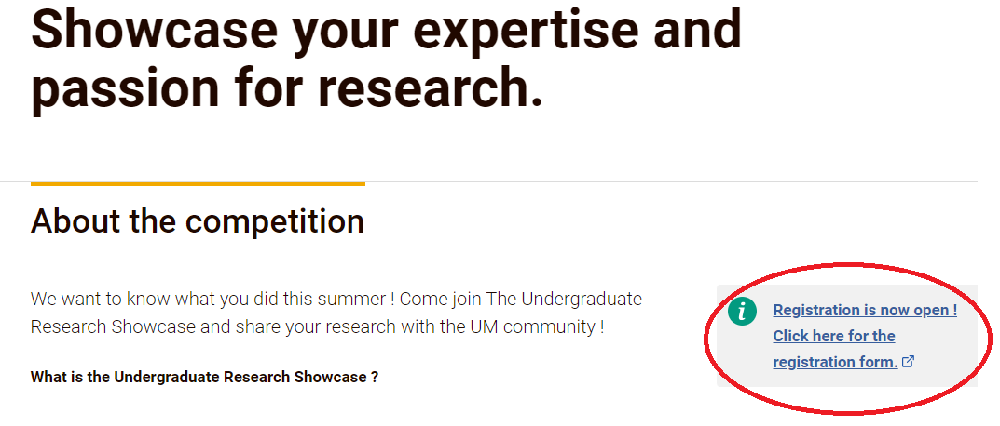 Showcase your expertise and
passion for research.
About the competition
We want to know what you did this summer ! Come join The Undergraduate
Research Showcase and share your research with the UM community !
What is the Undergraduate Research Showcase ?
i
Registration is now open !
Click here for the
registration form.